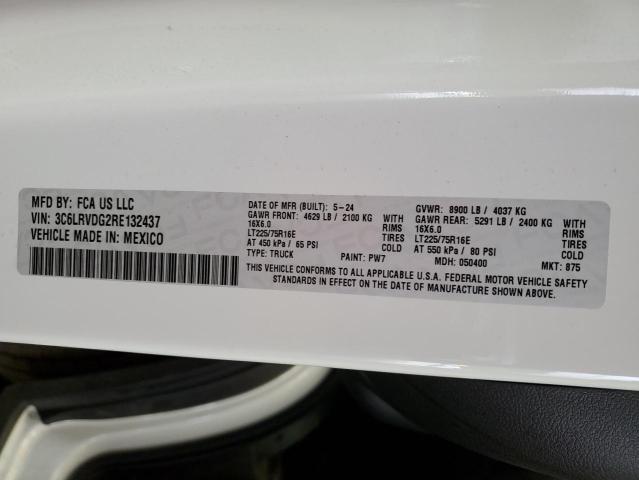 MFD BY: FCA US LLC
VIN: 3C6LRVDG2RE132437
VEHICLE MADE IN: MEXICO
DATE OF MFR (BUILT): 5-24
GAWR FRONT: 4629 LB / 2100 KG
16X6.0 RIMS
LT225/75R16E TIRES
AT 450 kPa / 65 PSI COLD
TYPE: TRUCK PAINT: PW7
GVWR: 8900 LB / 4037 KG
GAWR REAR: 5291 LB / 2400 KG
16X6.0 RIMS
LT225/75R16E TIRES
AT 550 kPa / 80 PSI COLD
MDH: 050400 MKT: 875
THIS VEHICLE CONFORMS TO ALL APPLICABLE U.S.A. FEDERAL MOTOR VEHICLE SAFETY
STANDARDS IN EFFECT ON THE DATE OF MANUFACTURE SHOWN ABOVE.